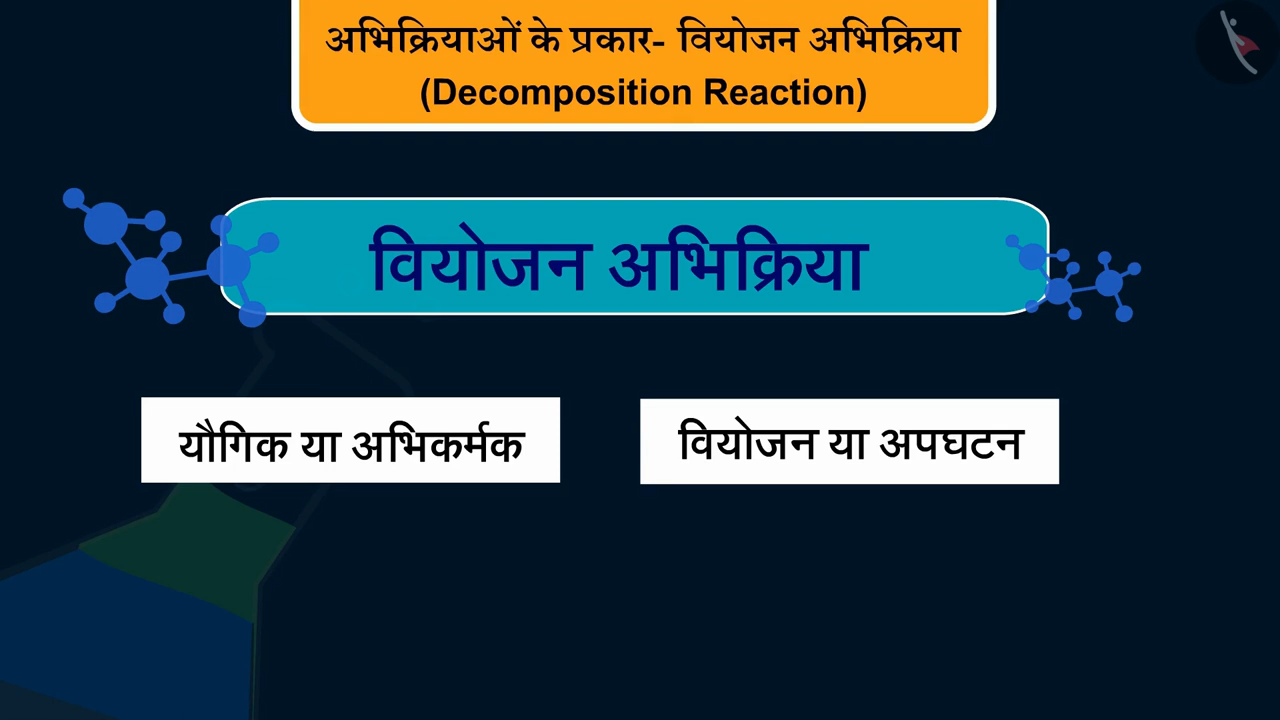 अभिक्रियाओं के प्रकार- वियोजन अभिक्रिया
(Decomposition Reaction)
वियोजन अभिक्रिया
यौगिक या अभिकर्मक
वियोजन या अपघटन